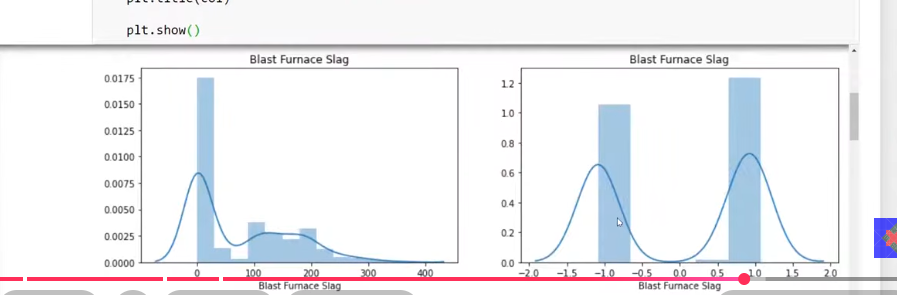 plt.title(col)
plt.show()
Blast Furnace Slag
0.0175
0.0150
0.0125
0.0100
0.0075
0.0050
0.0025
0.0000
0 100 200 300 400
Blast Furnace Slag
Blast Furnace Slag
1.2
1.0
0.8
0.6
0.4
0.2
0.0
−2.0 −1.5 −1.0 −0.5 0.0 0.5 1.0 1.5 2.0
Blast Furnace Slag